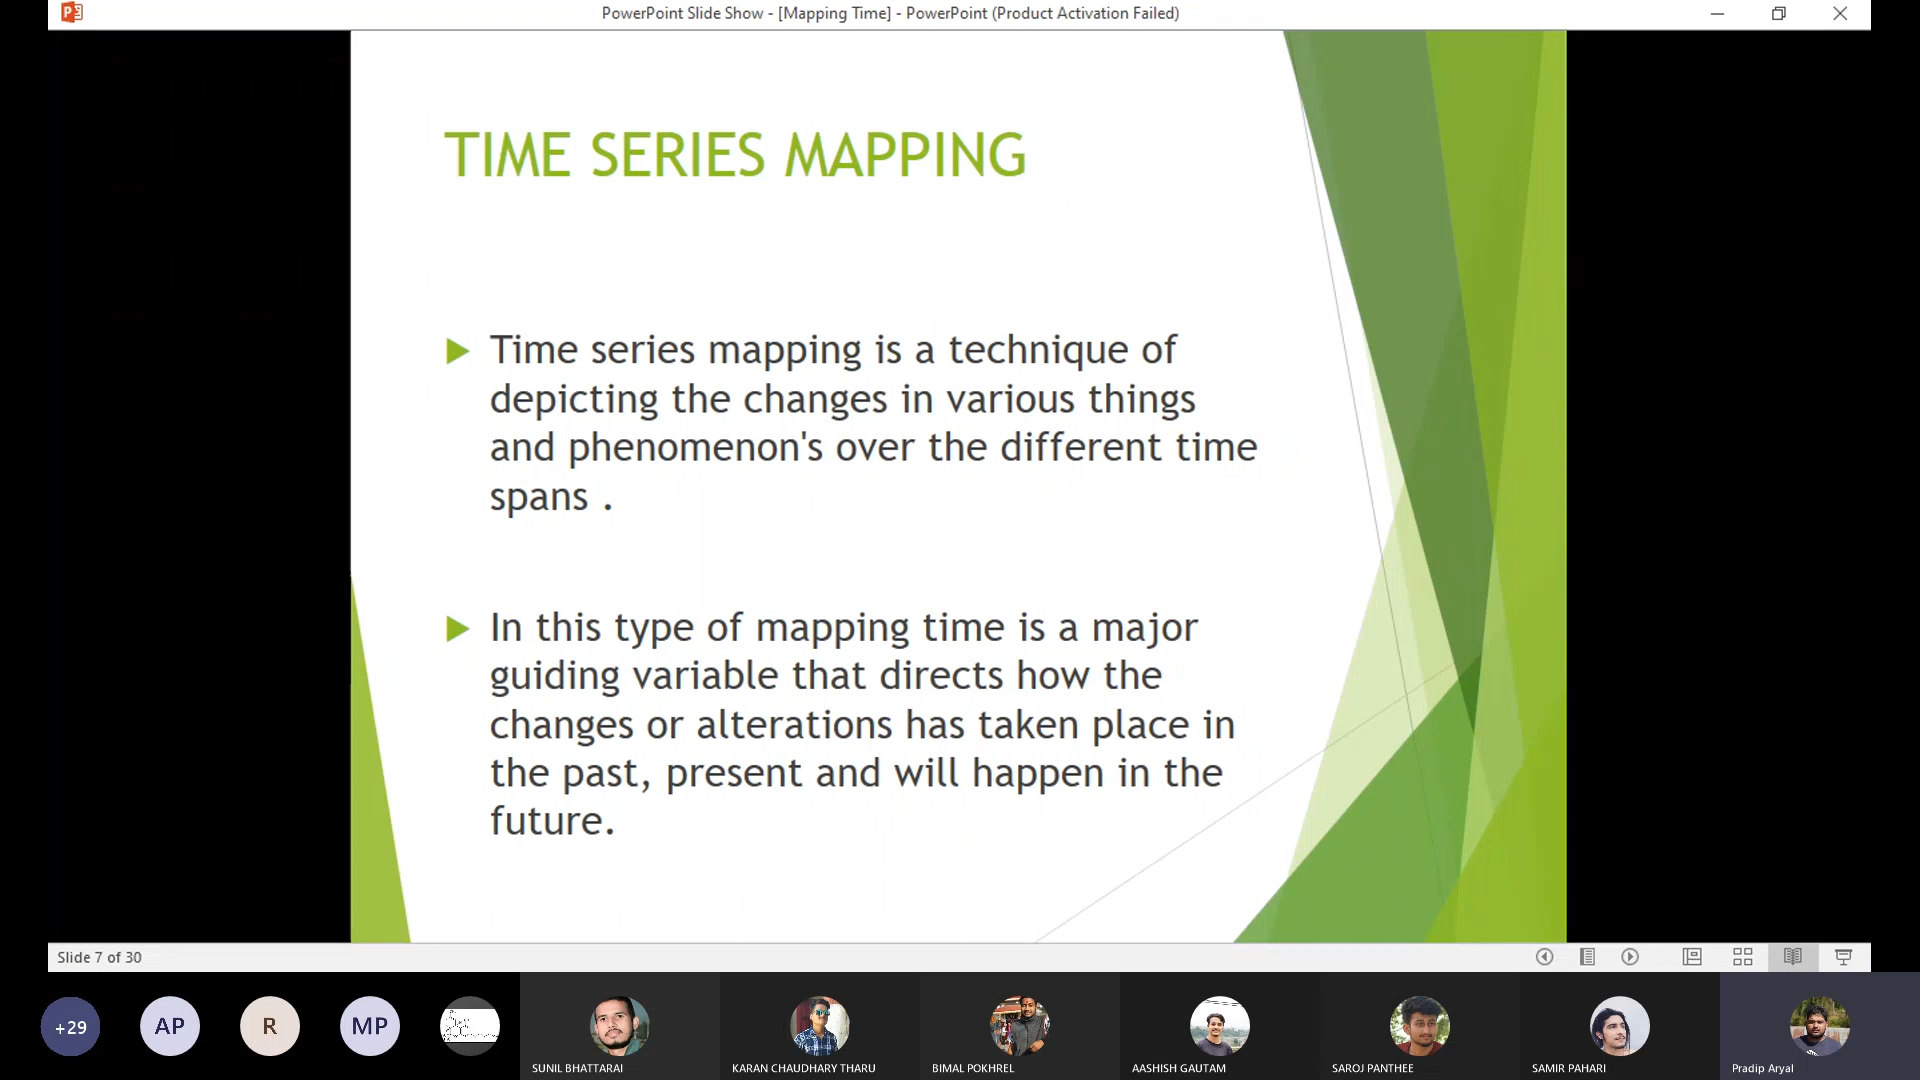 PowerPoint Slide Show - [Mapping Time] - PowerPoint (Product Activation Failed)
TIME SERIES MAPPING
Time series mapping is a technique of
depicting the changes in various things
and phenomenon's over the different time
spans .
In this type of mapping time is a major
guiding variable that directs how the
changes or alterations has taken place in
the past, present and will happen in the
future.
Slide 7 of 30
+29
AP
R
MP
SUNIL BHATTARAI
KARAN CHAUDHARY THARU
BIMAL POKHREL
AASHISH GAUTAM
SAROJ PANTHEE
SAMIR PAHARI
Pradip Aryal